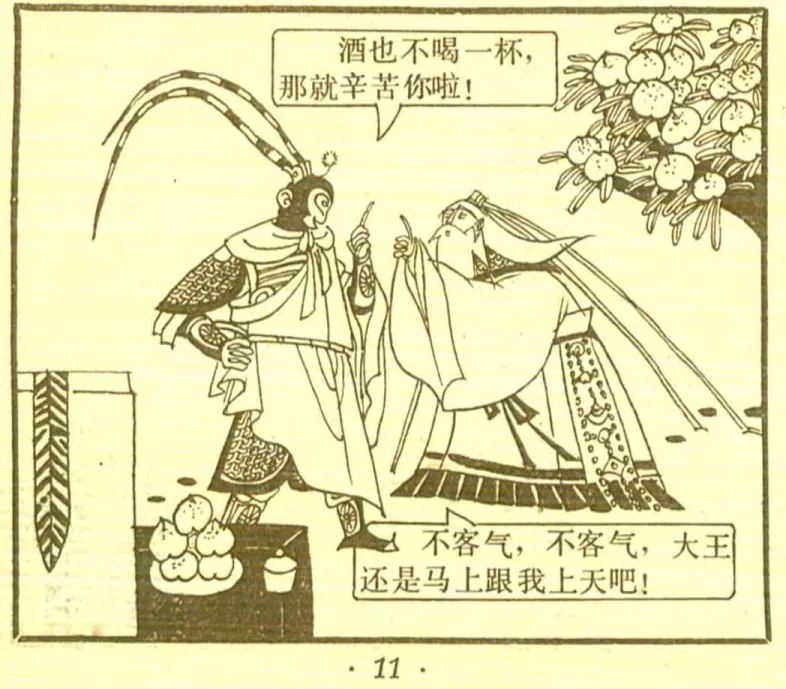 酒也不喝一杯，
那就辛苦你啦！
不客气，不客气，大王
还是马上跟我上天吧！
· 11 ·